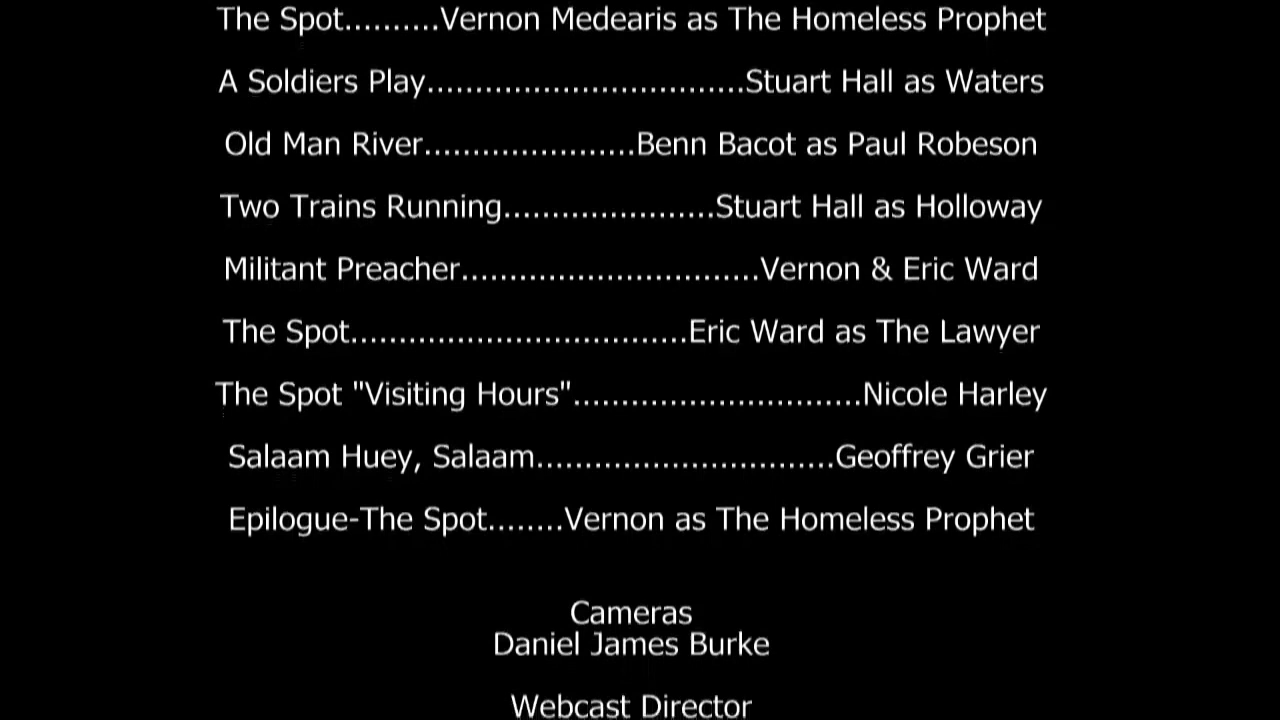 The Spot..........Vernon Medearis as The Homeless Prophet
A Soldiers Play.................................Stuart Hall as Waters
Old Man River......................Benn Bacot as Paul Robeson
Two Trains Running......................Stuart Hall as Holloway
Militant Preacher...............................Vernon & Eric Ward
The Spot...................................Eric Ward as The Lawyer
The Spot "Visiting Hours"..............................Nicole Harley
Salaam Huey, Salaam...............................Geoffrey Grier
Epilogue-The Spot........Vernon as The Homeless Prophet
Cameras
Daniel James Burke
Webcast Director